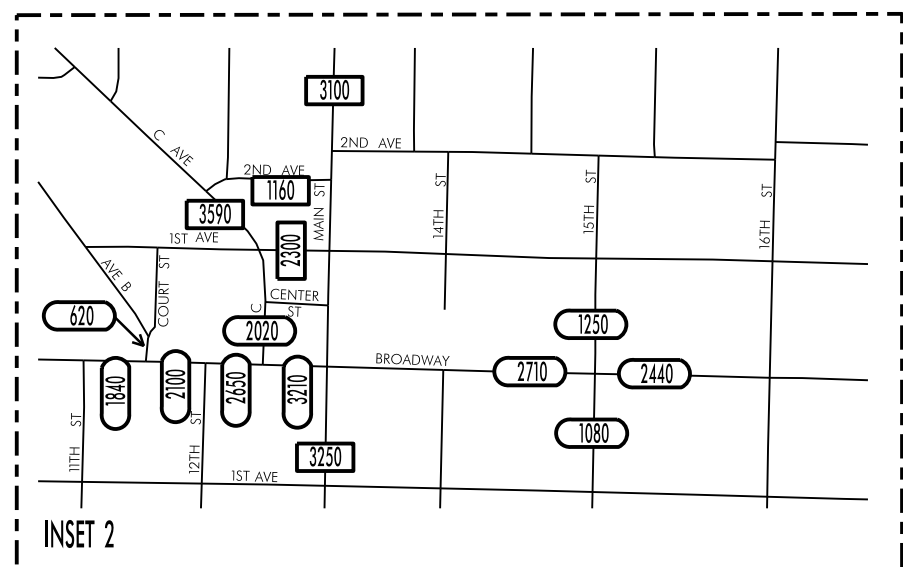 3100
C AVE
2ND AVE
2ND AVE
1160
MAIN ST
14TH ST
15TH ST
16TH ST
3590
1ST AVE
2300
AVE B
COURT ST
CENTER ST
C
620
2020
1250
BROADWAY
1840
2100
2650
3210
2710
2440
1080
11TH ST
12TH ST
3250
1ST AVE
INSET 2